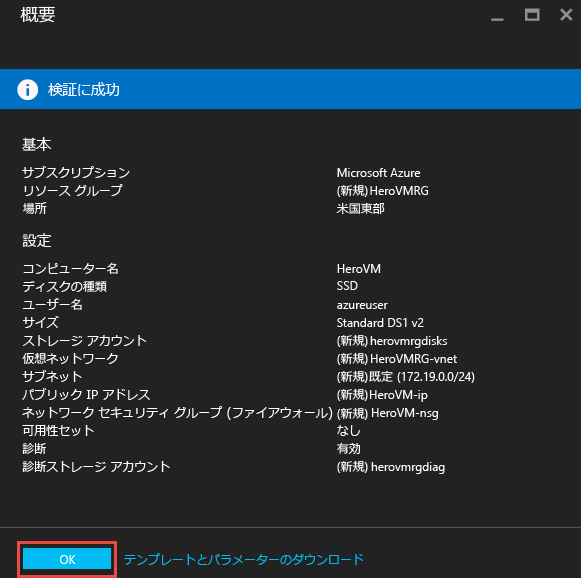 概要
検証に成功
基本
サブスクリプション Microsoft Azure
リソース グループ (新規)HeroVMRG
場所 米国東部
設定
コンピューター名 HeroVM
ディスクの種類 SSD
ユーザー名 azureuser
サイズ Standard DS1 v2
ストレージ アカウント (新規)herovmrgdisks
仮想ネットワーク (新規)HeroVMRG-vnet
サブネット (新規)既定 (172.19.0.0/24)
パブリック IP アドレス (新規)HeroVM-ip
ネットワーク セキュリティ グループ (ファイアウォール) (新規) HeroVM-nsg
可用性セット なし
診断 有効
診断ストレージ アカウント (新規) herovmrgdiag
OK テンプレートとパラメーターのダウンロード